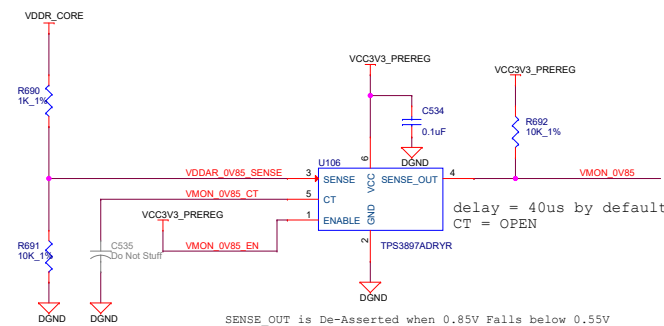 VDDR_CORE
VCC3V3_PREREG
VCC3V3_PREREG
R690
1K_1%
C534
0.1uF
R692
10K_1%
DGND
U106
VDDAR_0V85_SENSE
3
SENSE
VCC
6
SENSE_OUT
4
VMON_0V85
VMON_0V85_CT
5
CT
VCC3V3_PREREG
VMON_0V85_EN
1
ENABLE
GND
2
TPS3897ADRYR
delay = 40us by default
CT = OPEN
R691
10K_1%
C535
Do Not Stuff
DGND
DGND
DGND
SENSE_OUT is De-Asserted when 0.85V Falls below 0.55V